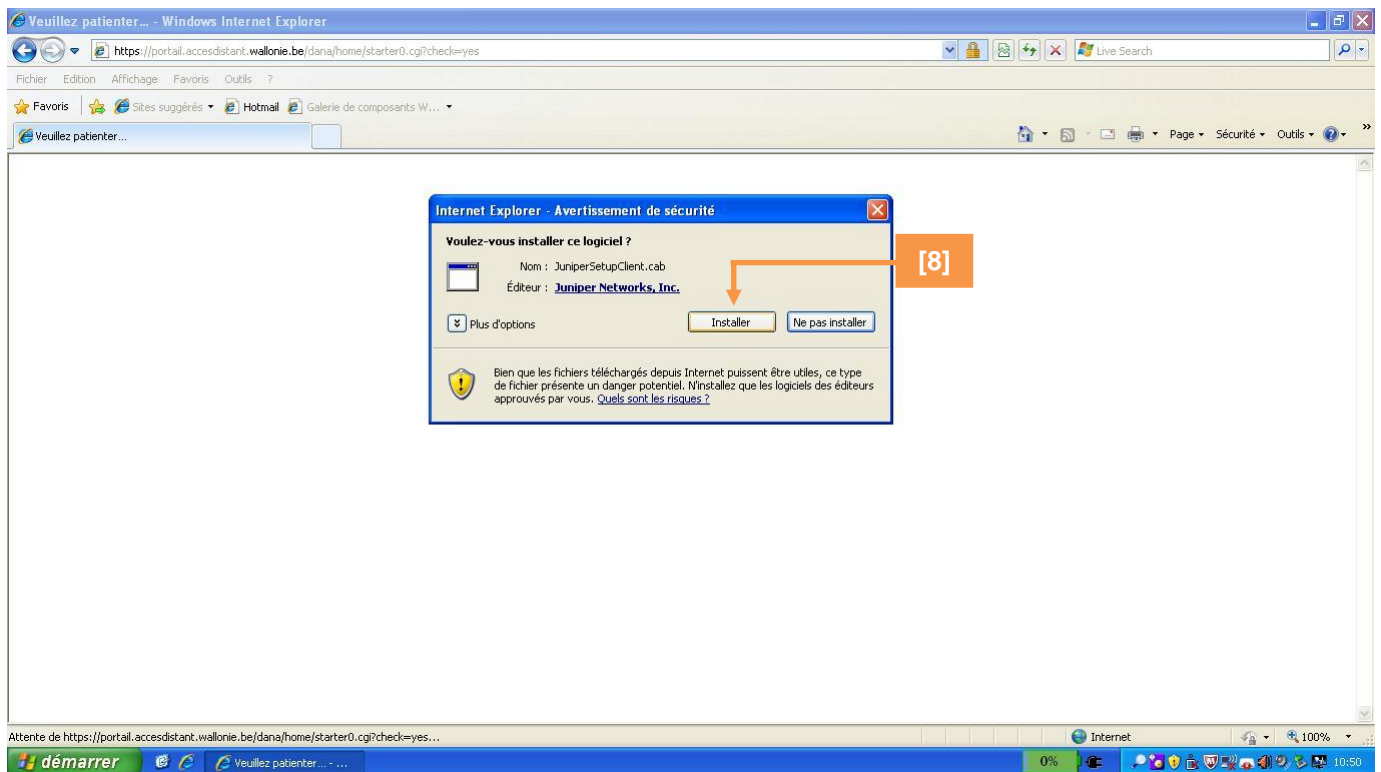 Veuillez patienter... - Windows Internet Explorer
https://portail.accesdistant.wallonie.be/dana/home/starter0.cgi?check=yes
Live Search
Fichier Edition Affichage Favoris Outils ?
Favoris Sites suggérés Hotmail Galerie de composants W...
Veuillez patienter...
Page Sécurité Outils
Internet Explorer - Avertissement de sécurité
Voulez-vous installer ce logiciel ?
Nom : JuniperSetupClient.cab
Éditeur : Juniper Networks, Inc.
[8]
Plus d'options
Installer
Ne pas installer
Bien que les fichiers téléchargés depuis Internet puissent être utiles, ce type
de fichier présente un danger potentiel. N'installez que les logiciels des éditeurs
approuvés par vous. Quels sont les risques ?
Attente de https://portail.accesdistant.wallonie.be/dana/home/starter0.cgi?check=yes...
Internet
100%
démarrer
Veuillez patienter... - ...
0%
10:50